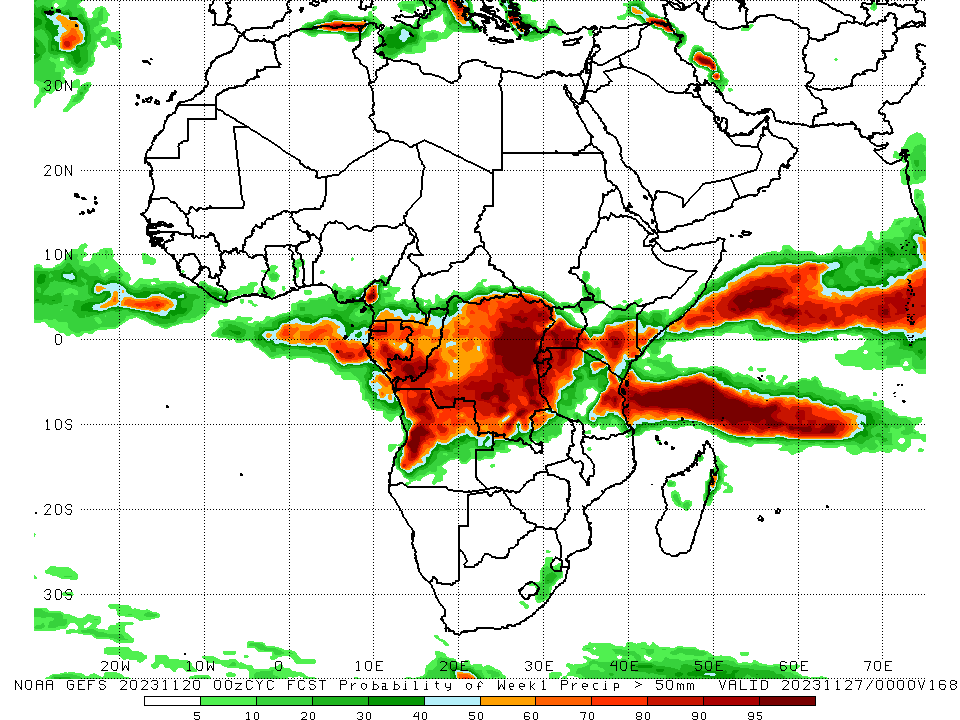 30N
20N
10N
0
10S
20S
30S
20W 10W 0 10E 20E 30E 40E 50E 60E 70E
NOAA GEFS 20231120 00zCYC FCST Probability of Week1 Precip > 50mm VALID 20231127/0000V168
5 10 20 30 40 50 60 70 80 90 95